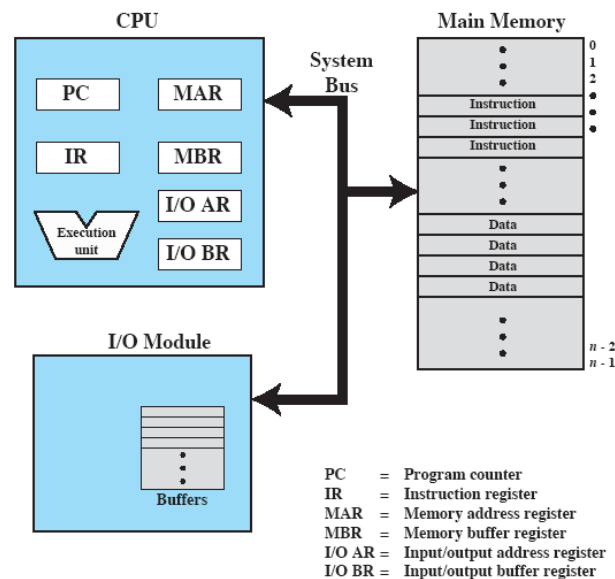 CPU
PC
MAR
IR
MBR
I/O AR
Execution
unit
I/O BR
System
Bus
Main Memory
0
1
2
Instruction
Instruction
Instruction
Data
Data
Data
Data
n - 2
n - 1
I/O Module
Buffers
PC = Program counter
IR = Instruction register
MAR = Memory address register
MBR = Memory buffer register
I/O AR = Input/output address register
I/O BR = Input/output buffer register